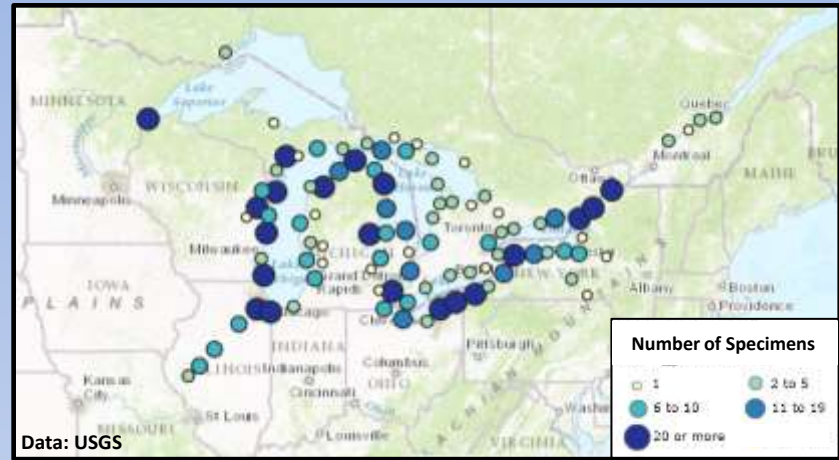 Quebec
Lake
Superior
MINNESOTA
Ottawa
Montreal
MAINE
Minneapolis
WISCONSIN
Toronto
Milwaukee
NEW YORK
IOWA
Rapids
Albany
Boston
PLAINS
Providence
INDIANA
Pittsburgh
ILLINOIS
Indianapolis
Columbus
OHIO
Kansas
City
Cincinnati
St Louis
MISSOURI
Louisville
VIRGINIA
Number of Specimens
1
2 to 5
6 to 10
11 to 19
20 or more
Data: USGS